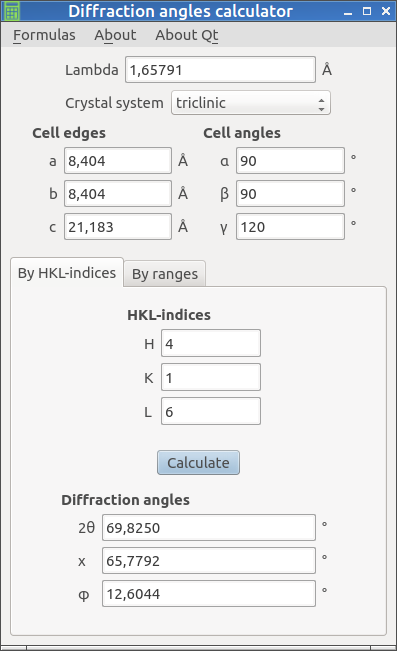 Diffraction angles calculator
Formulas About About Qt
Lambda 1,65791 Å
Crystal system triclinic
Cell edges Cell angles
a 8,404 Å α 90 °
b 8,404 Å β 90 °
c 21,183 Å γ 120 °
By HKL-indices By ranges
HKL-indices
H 4
K 1
L 6
Calculate
Diffraction angles
2θ 69,8250 °
x 65,7792 °
φ 12,6044 °